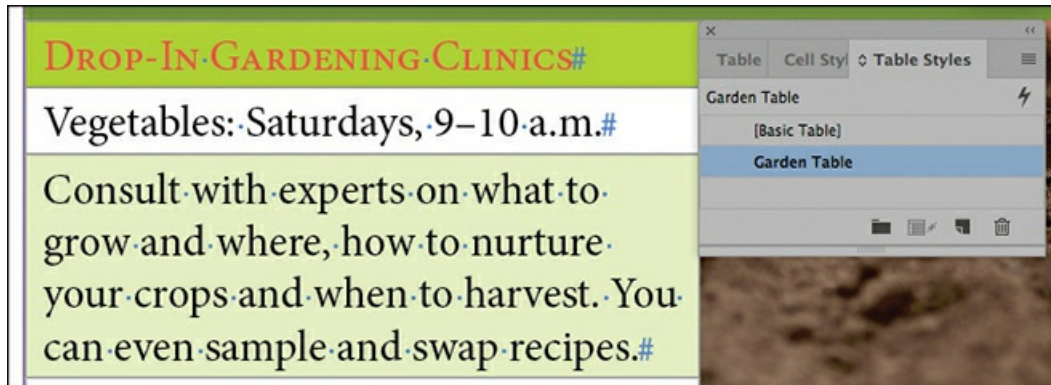 DROP-IN GARDENING CLINICS#
Vegetables: Saturdays, 9–10 a.m.#
Consult with experts on what to
grow and where, how to nurture
your crops and when to harvest. You
can even sample and swap recipes.#
Table Cell Styl Table Styles
Garden Table
[Basic Table]
Garden Table